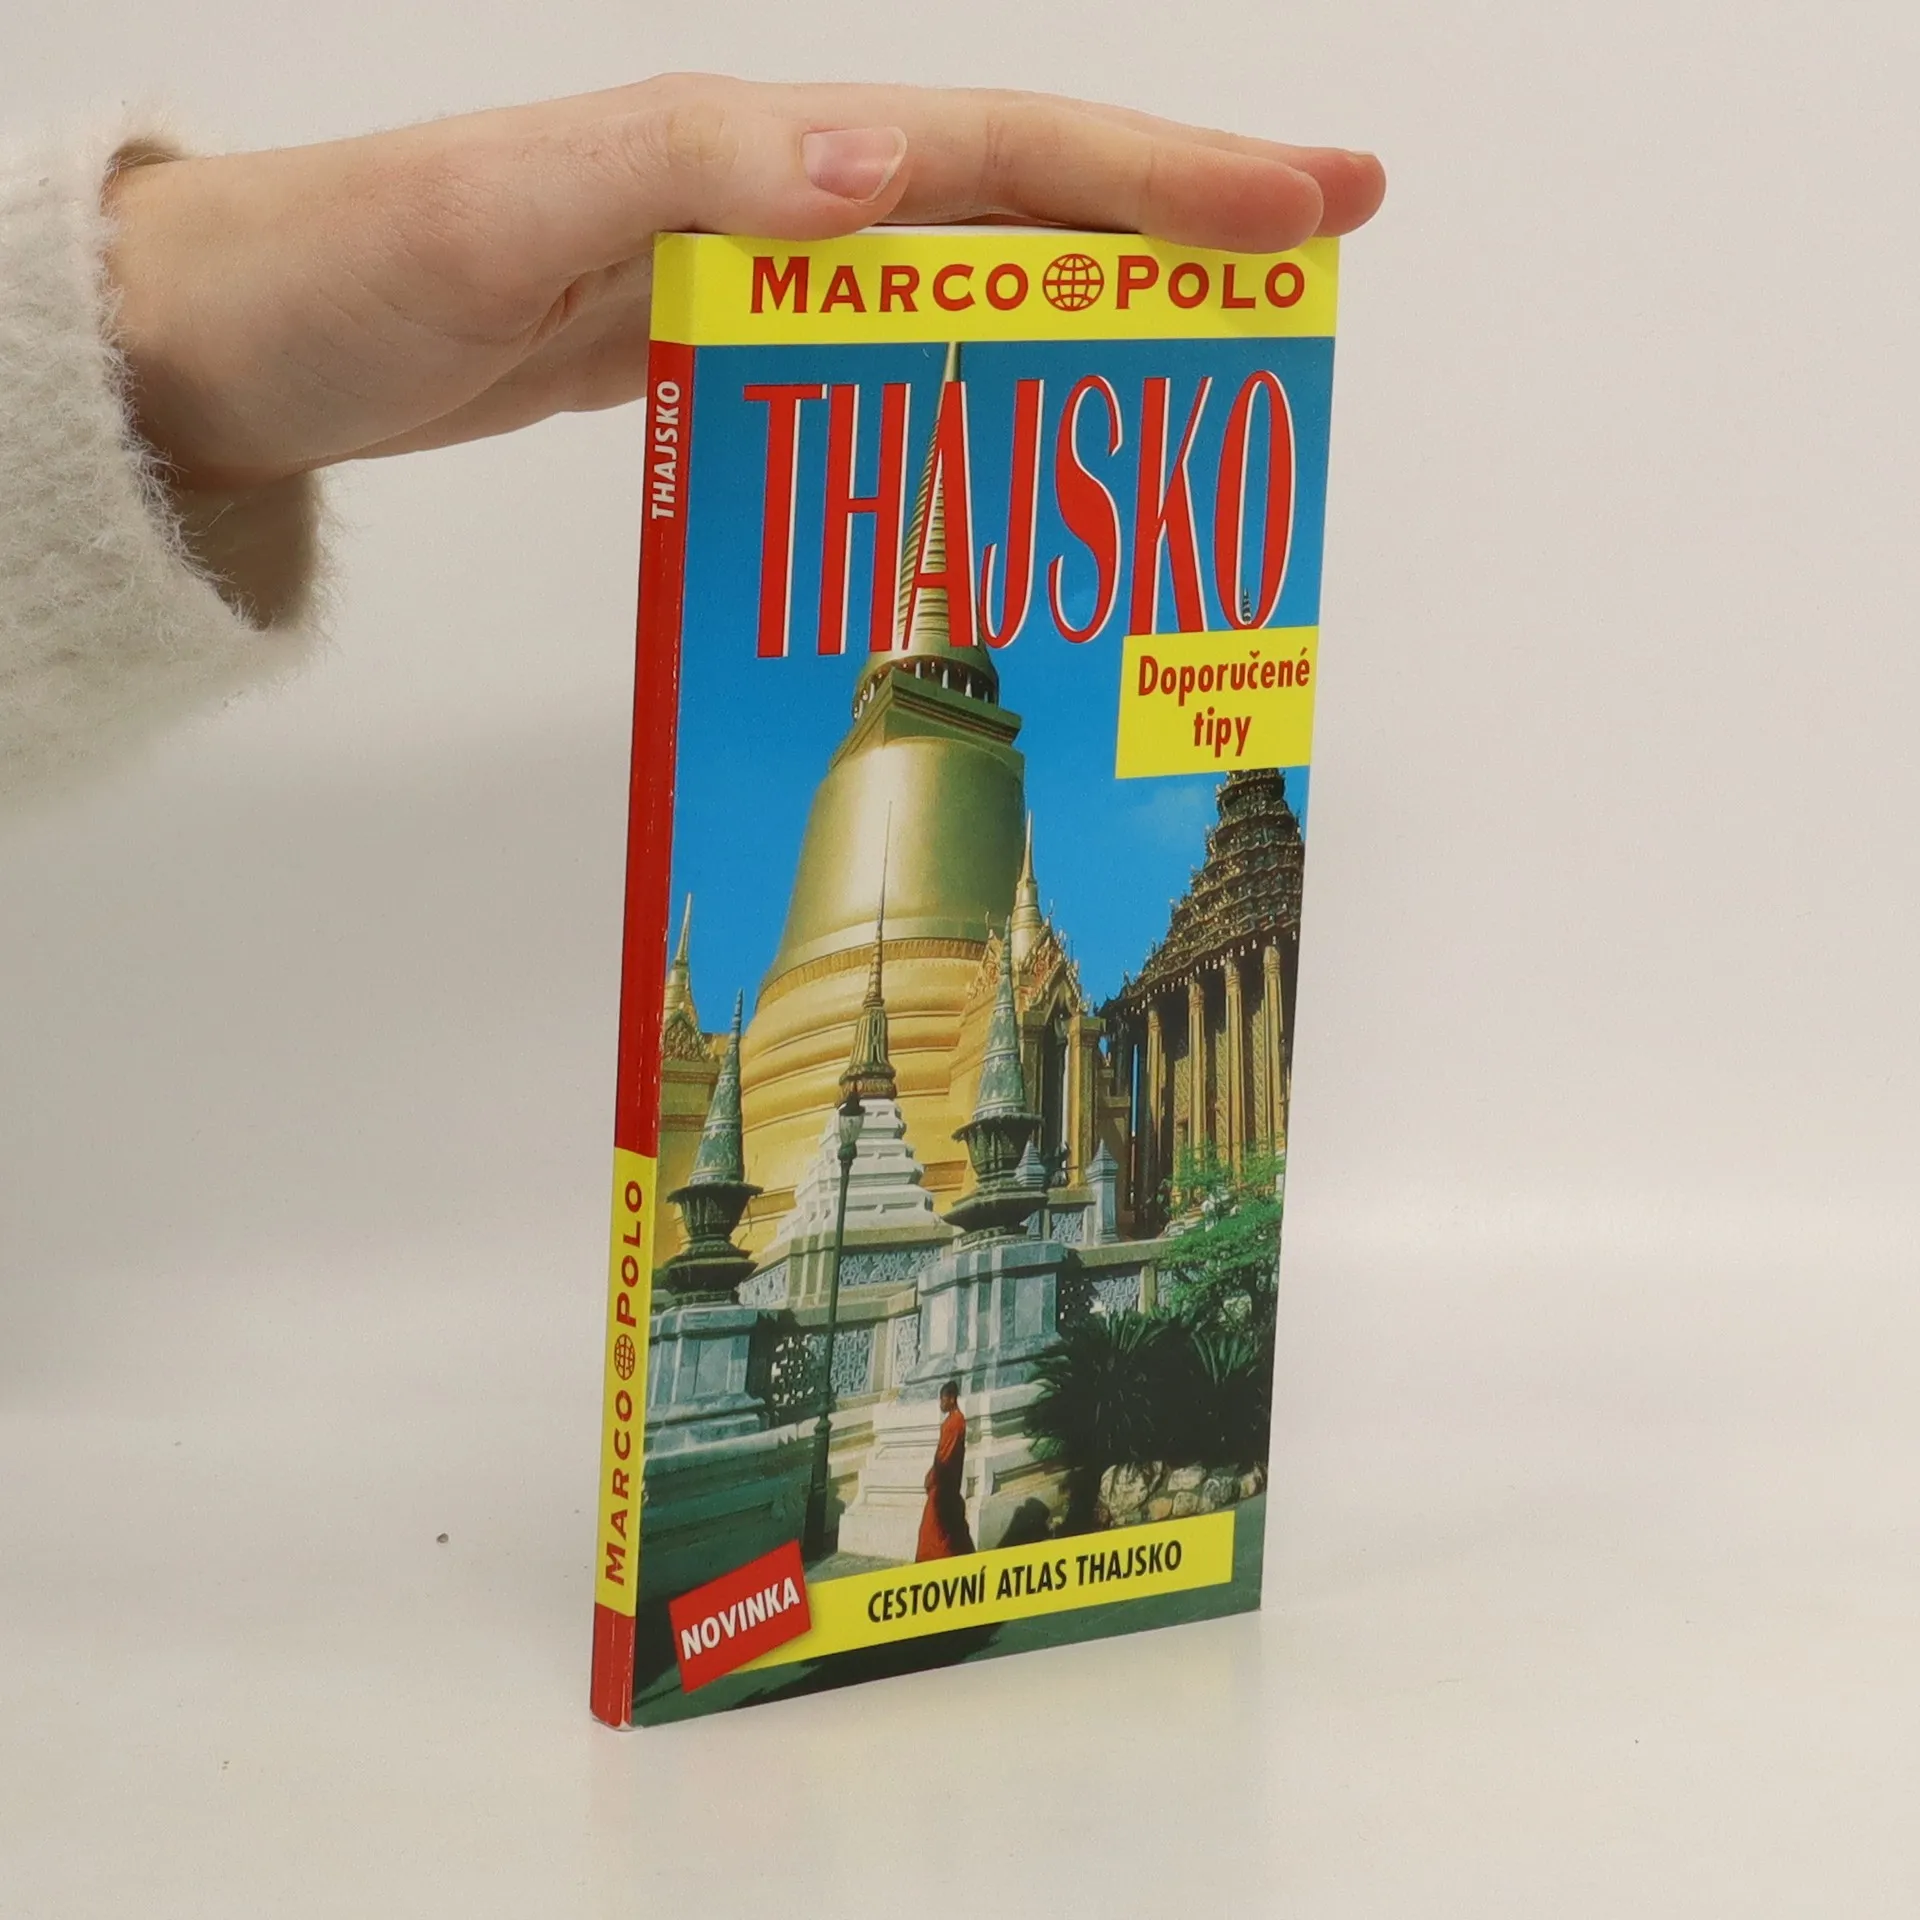 MARCO POLO
THAJSKO
Doporučené
tipy
NOVINKA
CESTOVNÍ ATLAS THAJSKO
THAJSKO
MARCO POLO